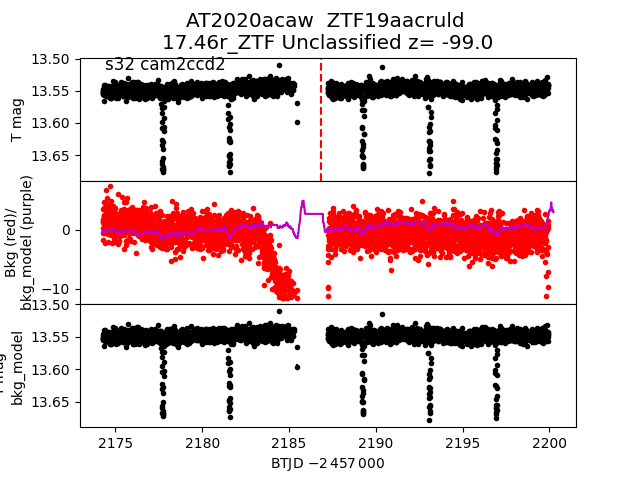 AT2020acaw ZTF19aacruld
17.46r_ZTF Unclassified z= -99.0
s32 cam2ccd2
13.50
13.55
13.60
13.65
T mag
0
−10
Bkg (red)/
bkg_model (purple)
13.50
13.55
13.60
13.65
bkg_model
2175
2180
2185
2190
2195
2200
BTJD −2 457 000